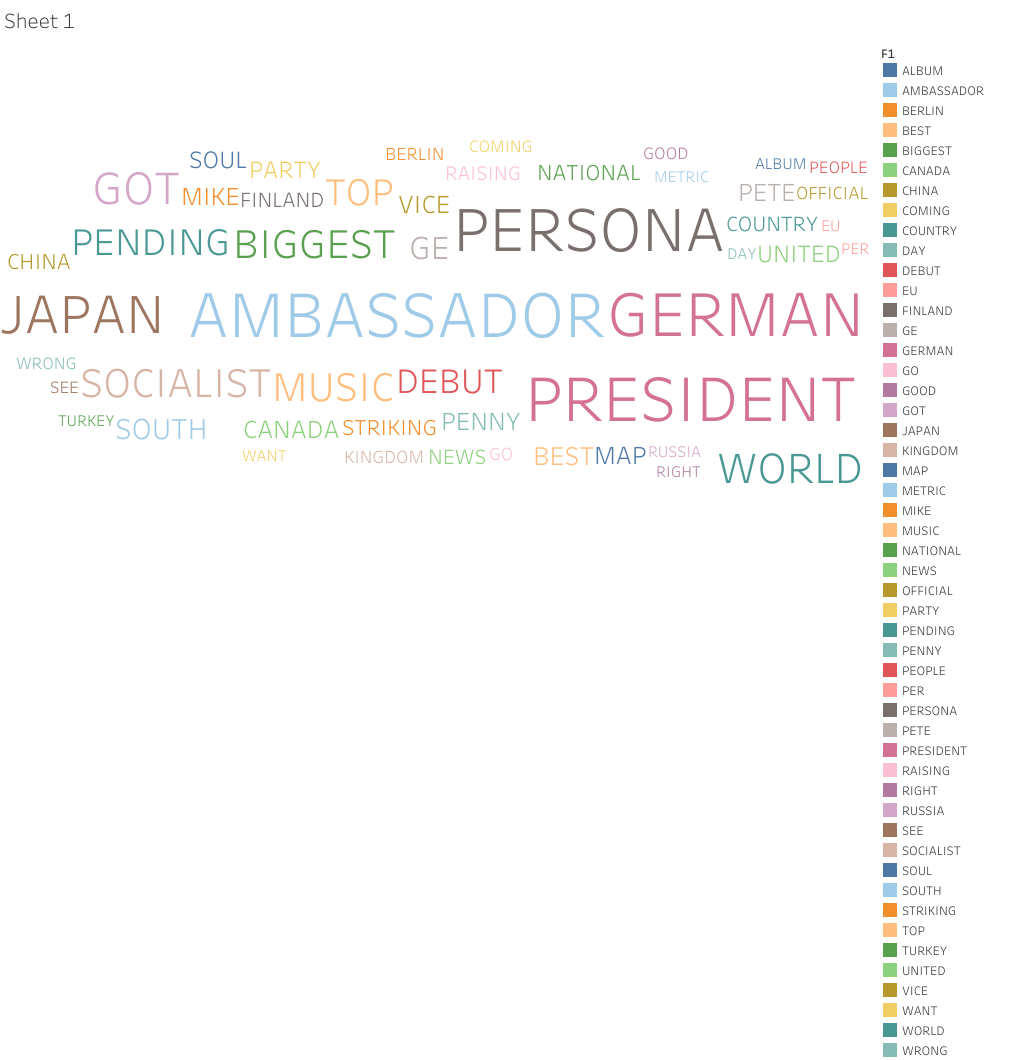 Sheet 1
COMING
BERLIN
GOOD
SOUL
PARTY
RAISING
NATIONAL
METRIC
ALBUM
PEOPLE
GOT
MIKE
FINLAND
TOP
VICE
PETE
OFFICIAL
PENDING
BIGGEST
GE
PERSONA
COUNTRY
EU
CHINA
DAY
UNITED
PER
JAPAN
AMBASSADOR
GERMAN
WRONG
SEE
SOCIALIST
MUSIC
DEBUT
PRESIDENT
TURKEY
SOUTH
CANADA
STRIKING
PENNY
WANT
KINGDOM
NEWS
GO
BEST
MAP
RUSSIA
RIGHT
WORLD
F1
ALBUM
AMBASSADOR
BERLIN
BEST
BIGGEST
CANADA
CHINA
COMING
COUNTRY
DAY
DEBUT
EU
FINLAND
GE
GERMAN
GO
GOOD
GOT
JAPAN
KINGDOM
MAP
METRIC
MIKE
MUSIC
NATIONAL
NEWS
OFFICIAL
PARTY
PENDING
PENNY
PEOPLE
PER
PERSONA
PETE
PRESIDENT
RAISING
RIGHT
RUSSIA
SEE
SOCIALIST
SOUL
SOUTH
STRIKING
TOP
TURKEY
UNITED
VICE
WANT
WORLD
WRONG